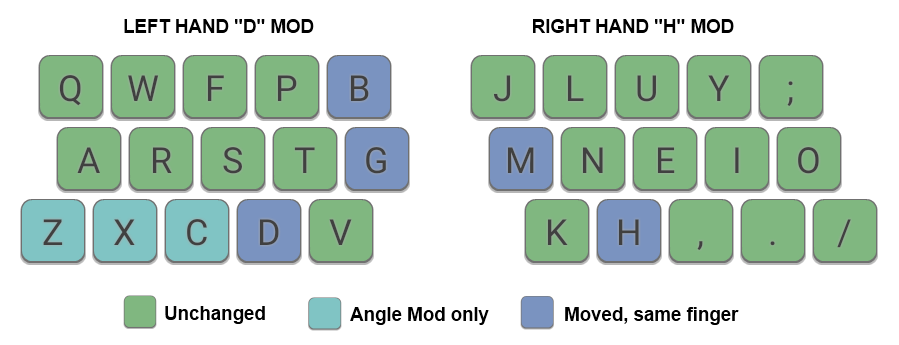 LEFT HAND "D" MOD RIGHT HAND "H" MOD
Q W F P B J L U Y ;
A R S T G M N E I O
Z X C D V K H , . /
Unchanged Angle Mod only Moved, same finger